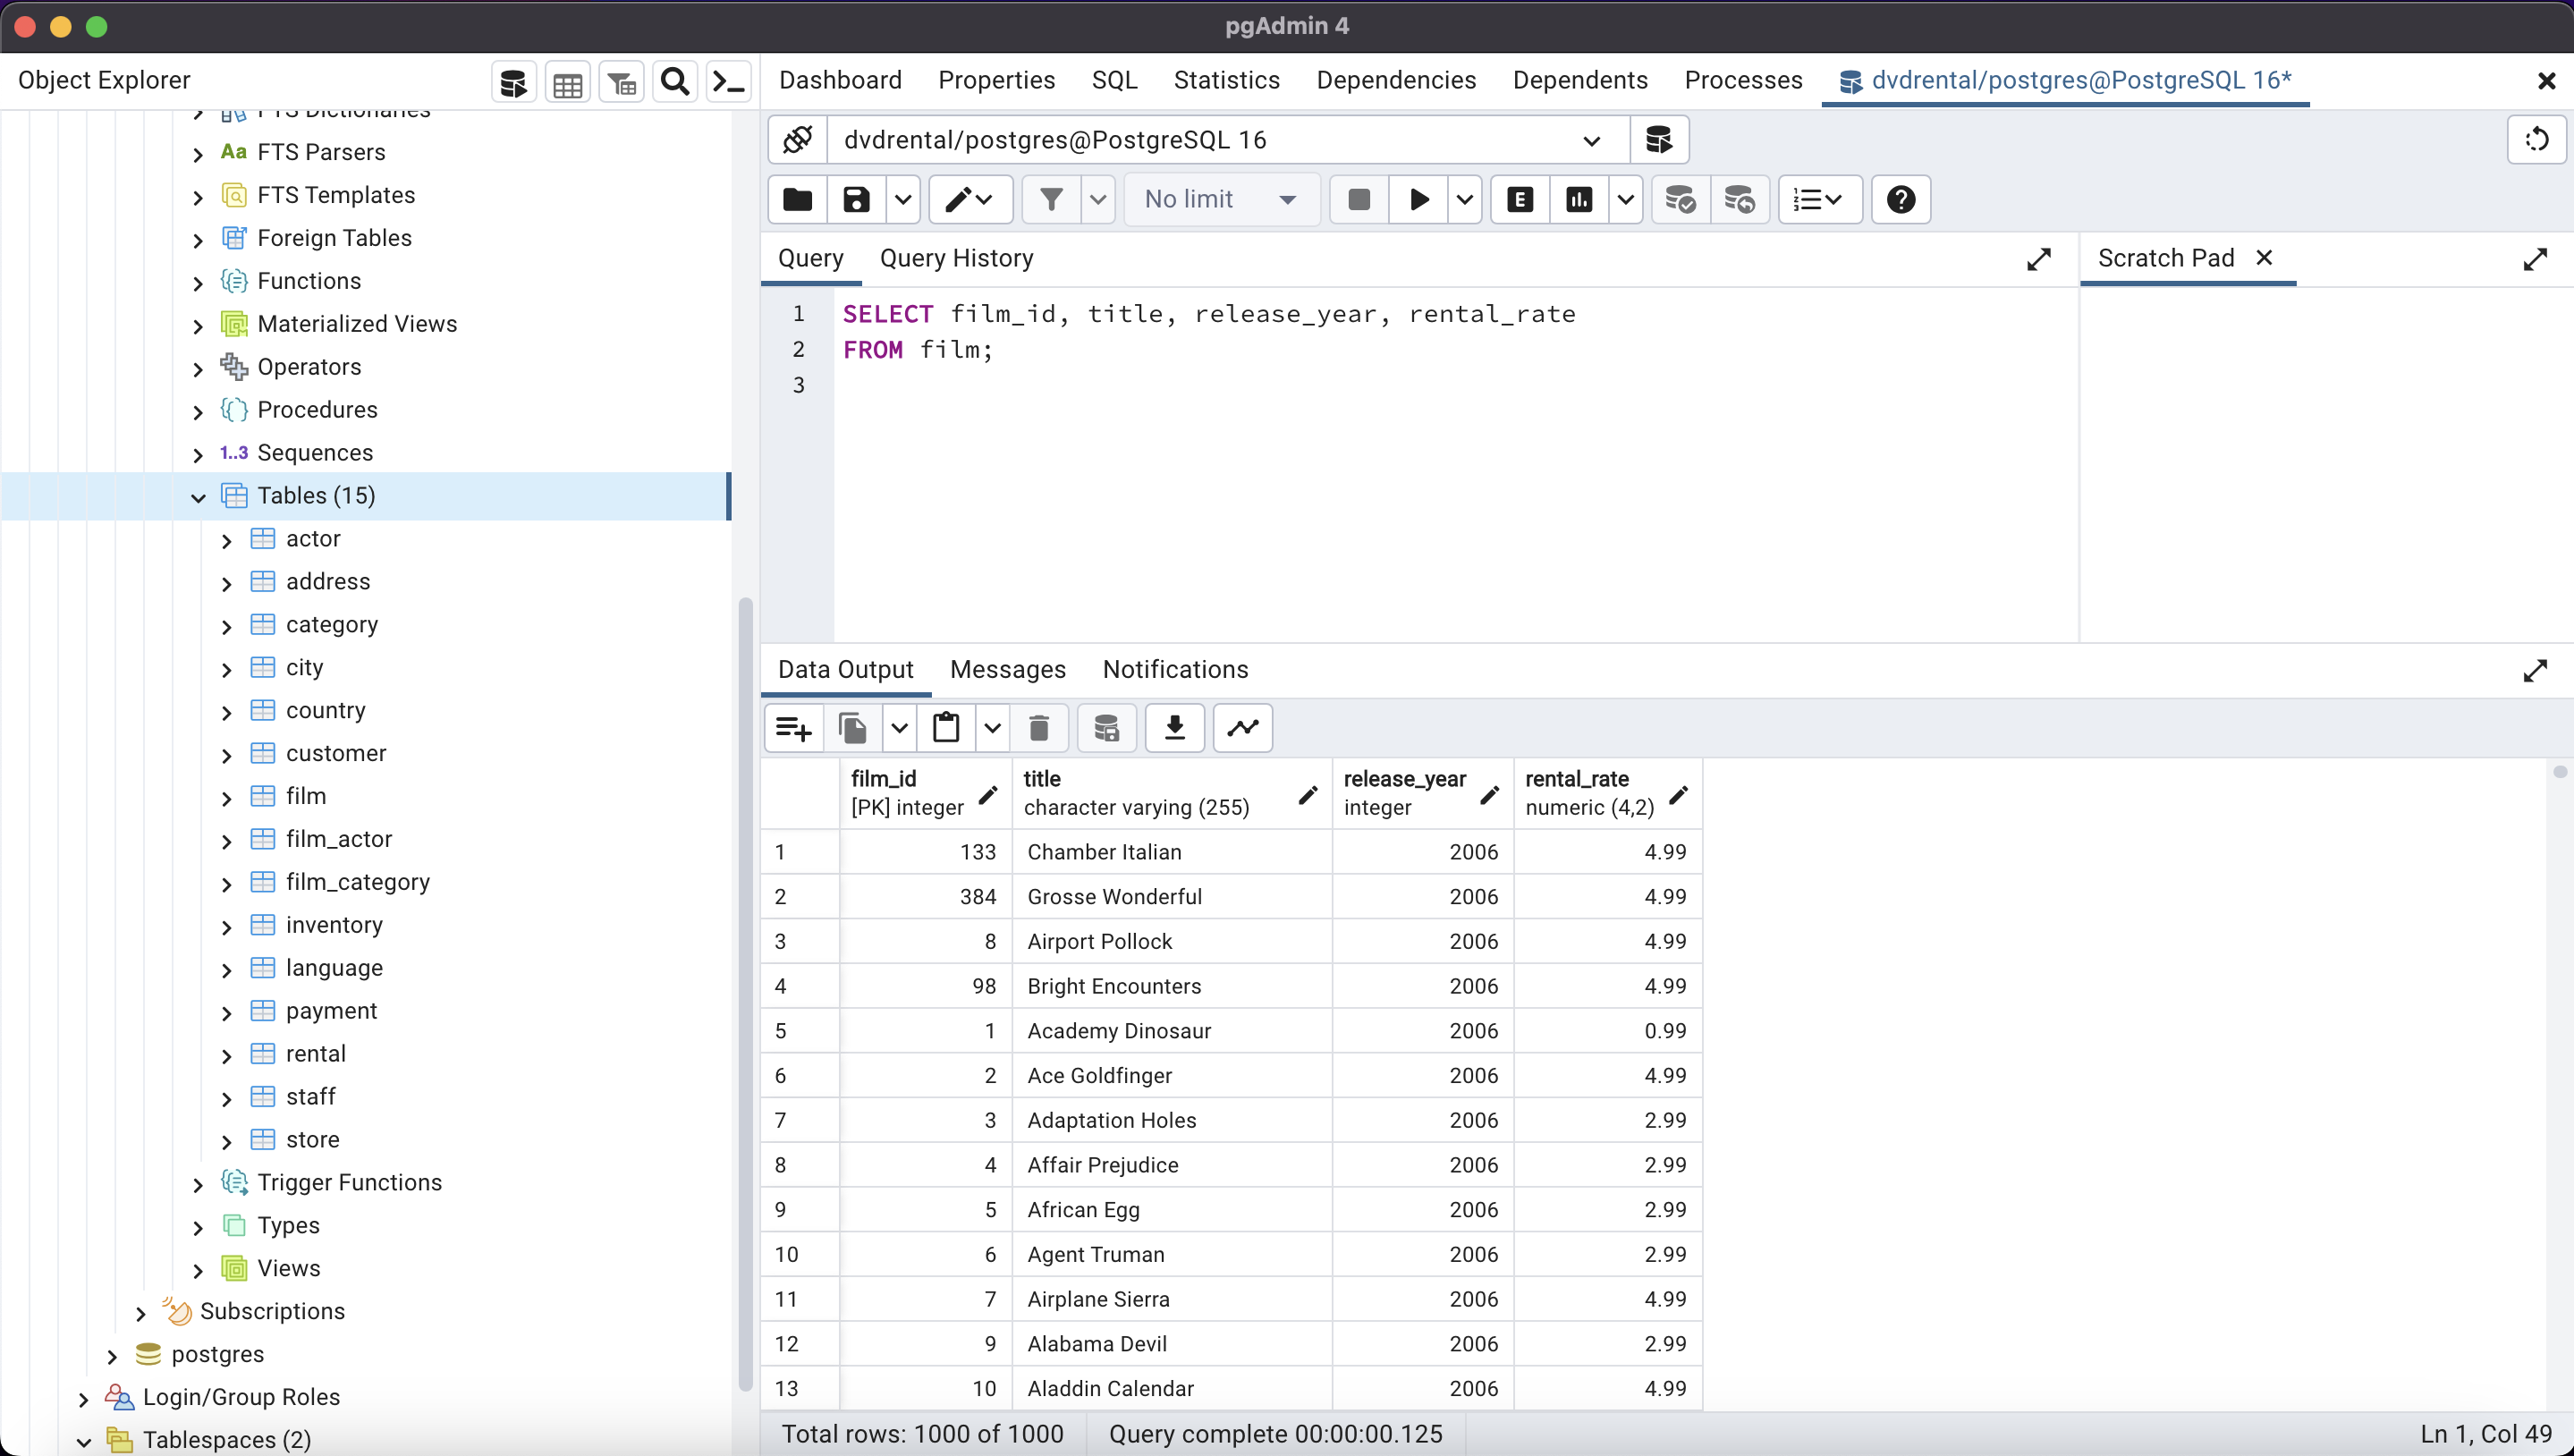 pgAdmin 4
Object Explorer
Dashboard Properties SQL Statistics Dependencies Dependents Processes dvdrental/postgres@PostgreSQL 16*
FTS Dictionaries
Aa FTS Parsers
FTS Templates
Foreign Tables
Functions
Materialized Views
Operators
Procedures
1..3 Sequences
Tables (15)
actor
address
category
city
country
customer
film
film_actor
film_category
inventory
language
payment
rental
staff
store
Trigger Functions
Types
Views
Subscriptions
postgres
Login/Group Roles
Tablespaces (2)
dvdrental/postgres@PostgreSQL 16
No limit E
Query Query History
Scratch Pad
1 SELECT film_id, title, release_year, rental_rate
2 FROM film;
3
Data Output Messages Notifications
film_id title release_year rental_rate
[PK] integer character varying (255) integer numeric (4,2)
1 133 Chamber Italian 2006 4.99
2 384 Grosse Wonderful 2006 4.99
3 8 Airport Pollock 2006 4.99
4 98 Bright Encounters 2006 4.99
5 1 Academy Dinosaur 2006 0.99
6 2 Ace Goldfinger 2006 4.99
7 3 Adaptation Holes 2006 2.99
8 4 Affair Prejudice 2006 2.99
9 5 African Egg 2006 2.99
10 6 Agent Truman 2006 2.99
11 7 Airplane Sierra 2006 4.99
12 9 Alabama Devil 2006 2.99
13 10 Aladdin Calendar 2006 4.99
Total rows: 1000 of 1000 Query complete 00:00:00.125 Ln 1, Col 49